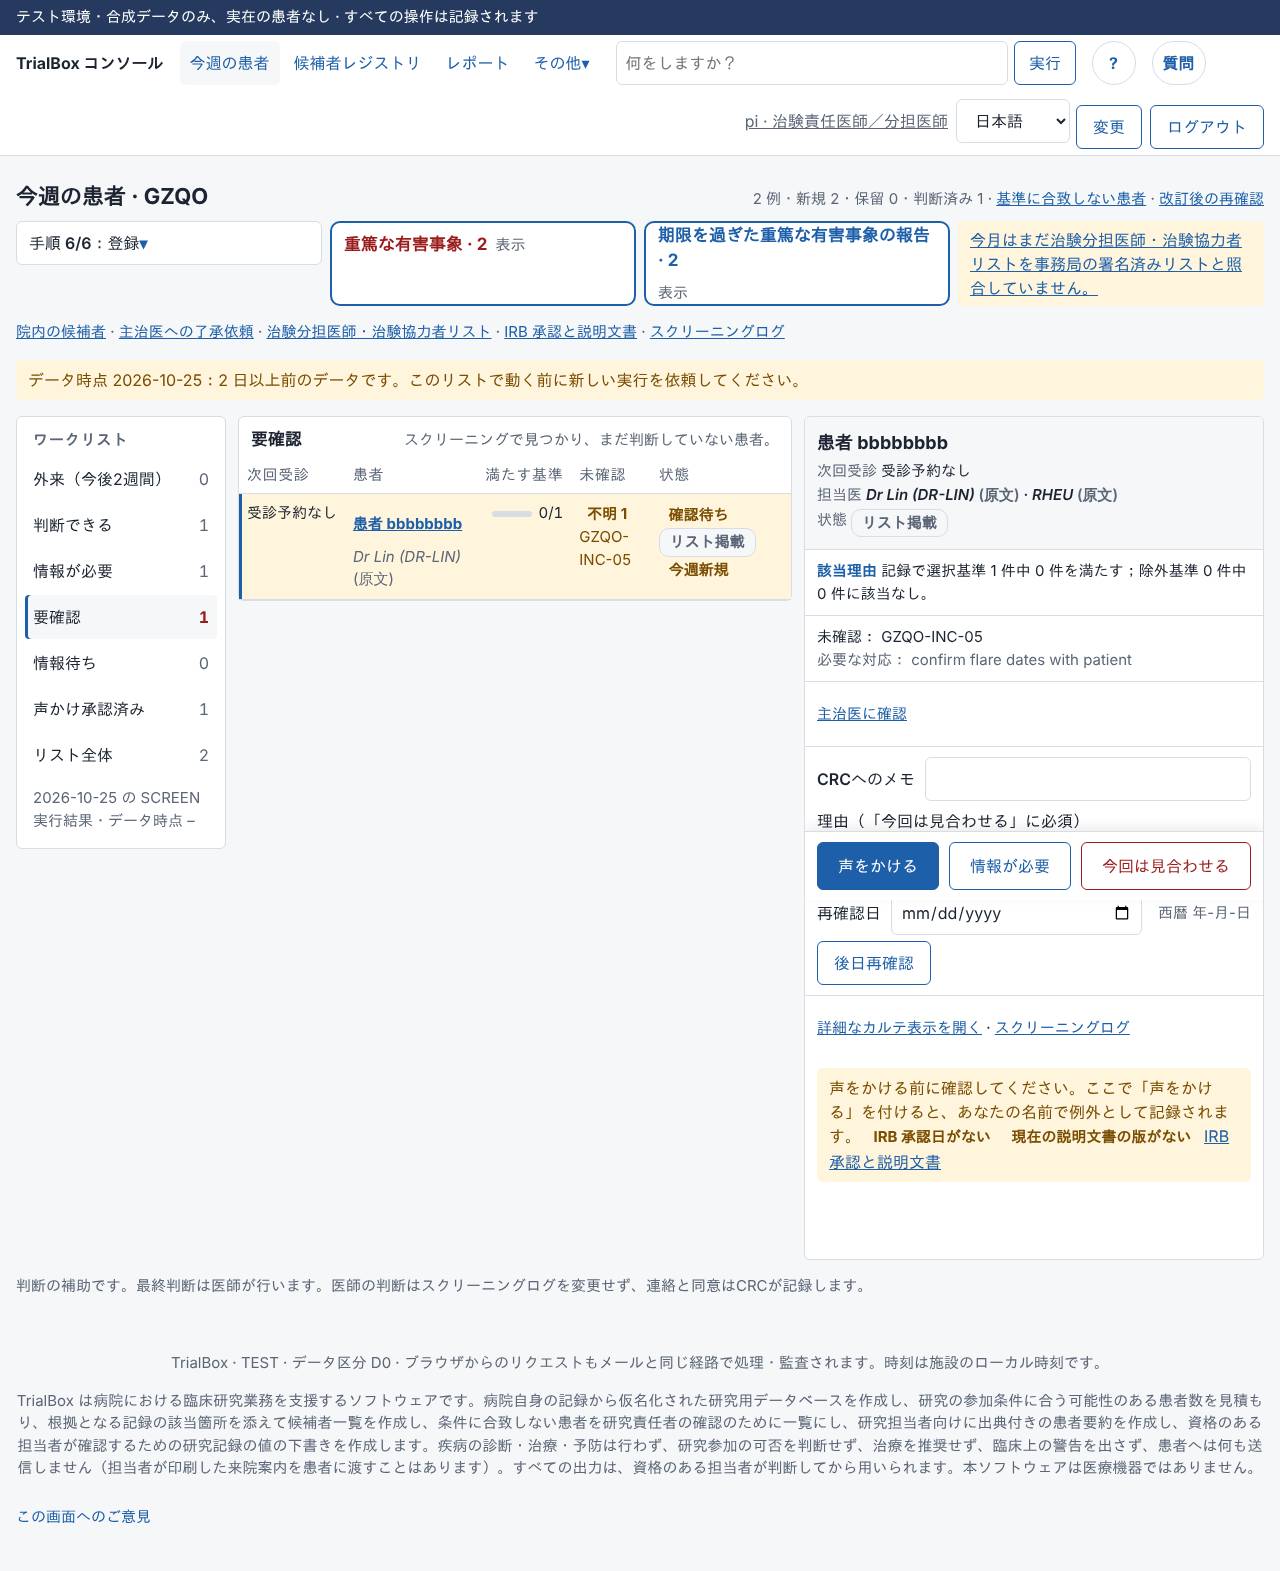 テスト環境・合成データのみ、実在の患者なし · すべての操作は記録されます
TrialBox コンソール
今週の患者
候補者レジストリ
レポート
その他▾
何をしますか？
実行
?
質問
pi · 治験責任医師／分担医師
日本語
変更
ログアウト
今週の患者 · GZQO
2 例 · 新規 2 · 保留 0 · 判断済み 1 · 基準に合致しない患者 · 改訂後の再確認
手順 6/6：登録▾
重篤な有害事象 · 2 表示
期限を過ぎた重篤な有害事象の報告 · 2
表示
今月はまだ治験分担医師・治験協力者リストを事務局の署名済みリストと照合していません。
院内の候補者 · 主治医への了承依頼 · 治験分担医師・治験協力者リスト · IRB 承認と説明文書 · スクリーニングログ
データ時点 2026-10-25：2 日以上前のデータです。このリストで動く前に新しい実行を依頼してください。
ワークリスト
外来（今後2週間） 0
判断できる 1
情報が必要 1
要確認 1
情報待ち 0
声かけ承認済み 1
リスト全体 2
2026-10-25 の SCREEN
実行結果・データ時点 –
要確認
スクリーニングで見つかり、まだ判断していない患者。
次回受診 患者 満たす基準 未確認 状態
受診予約なし
患者 bbbbbbbb
Dr Lin (DR-LIN)
(原文)
0/1
不明 1
GZQO-
INC-05
確認待ち
リスト掲載
今週新規
患者 bbbbbbbb
次回受診 受診予約なし
担当医 Dr Lin (DR-LIN) (原文) · RHEU (原文)
状態 リスト掲載
該当理由 記録で選択基準 1 件中 0 件を満たす；除外基準 0 件中
0 件に該当なし。
未確認： GZQO-INC-05
必要な対応： confirm flare dates with patient
主治医に確認
CRCへのメモ
理由（「今回は見合わせる」に必須）
声をかける
情報が必要
今回は見合わせる
再確認日 mm/dd/yyyy 西暦 年-月-日
後日再確認
詳細なカルテ表示を開く · スクリーニングログ
声をかける前に確認してください。ここで「声をかけ
る」を付けると、あなたの名前で例外として記録されま
す。 IRB 承認日がない 現在の説明文書の版がない IRB
承認と説明文書
判断の補助です。最終判断は医師が行います。医師の判断はスクリーニングログを変更せず、連絡と同意はCRCが記録します。
TrialBox · TEST · データ区分 D0 · ブラウザからのリクエストもメールと同じ経路で処理・監査されます。時刻は施設のローカル時刻です。
TrialBox は病院における臨床研究業務を支援するソフトウェアです。病院自身の記録から仮名化された研究用データベースを作成し、研究の参加条件に合う可能性のある患者数を見積も
り、根拠となる記録の該当箇所を添えて候補者一覧を作成し、条件に合致しない患者を研究責任者の確認のために一覧にし、研究担当者向けに出典付きの患者要約を作成し、資格のある
担当者が確認するための研究記録の値の下書きを作成します。疾病の診断・治療・予防は行わず、研究参加の可否を判断せず、治療を推奨せず、臨床上の警告を出さず、患者へは何も送
信しません（担当者が印刷した来院案内を患者に渡すことはあります）。すべての出力は、資格のある担当者が判断してから用いられます。本ソフトウェアは医療機器ではありません。
この画面へのご意見